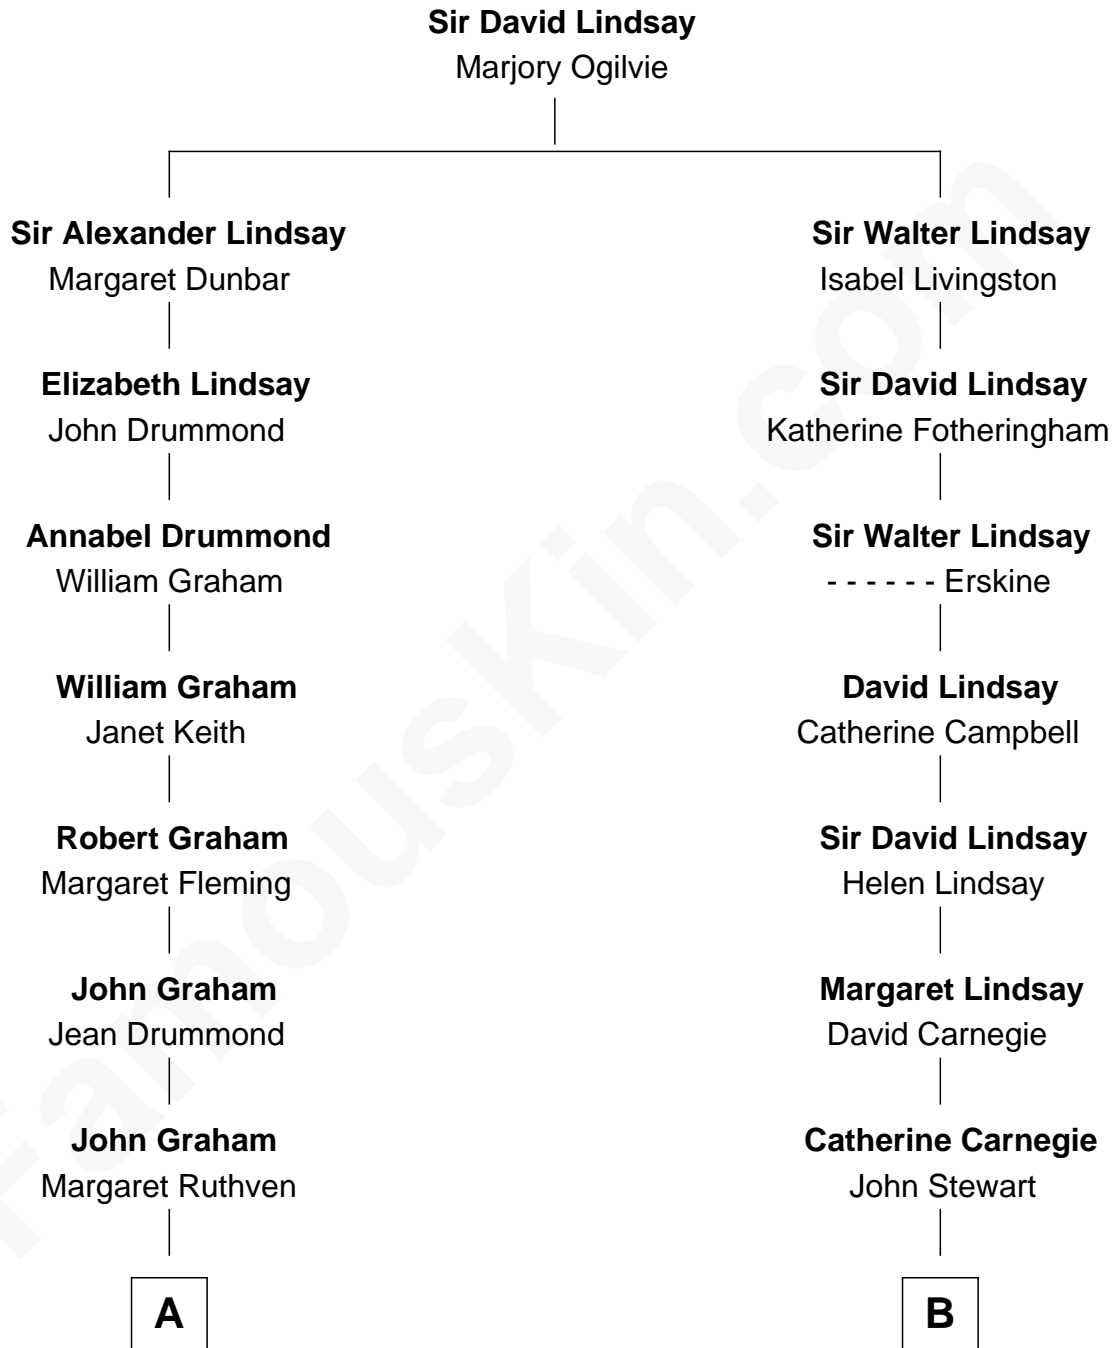 Sir David Lindsay
Marjory Ogilvie
Sir Alexander Lindsay
Margaret Dunbar
Sir Walter Lindsay
Isabel Livingston
Elizabeth Lindsay
John Drummond
Sir David Lindsay
Katherine Fotheringham
Annabel Drummond
William Graham
Sir Walter Lindsay
- - - - - - Erskine
William Graham
Janet Keith
David Lindsay
Catherine Campbell
Robert Graham
Margaret Fleming
Sir David Lindsay
Helen Lindsay
John Graham
Jean Drummond
Margaret Lindsay
David Carnegie
John Graham
Margaret Ruthven
Catherine Carnegie
John Stewart
A
B
FamousKin.com